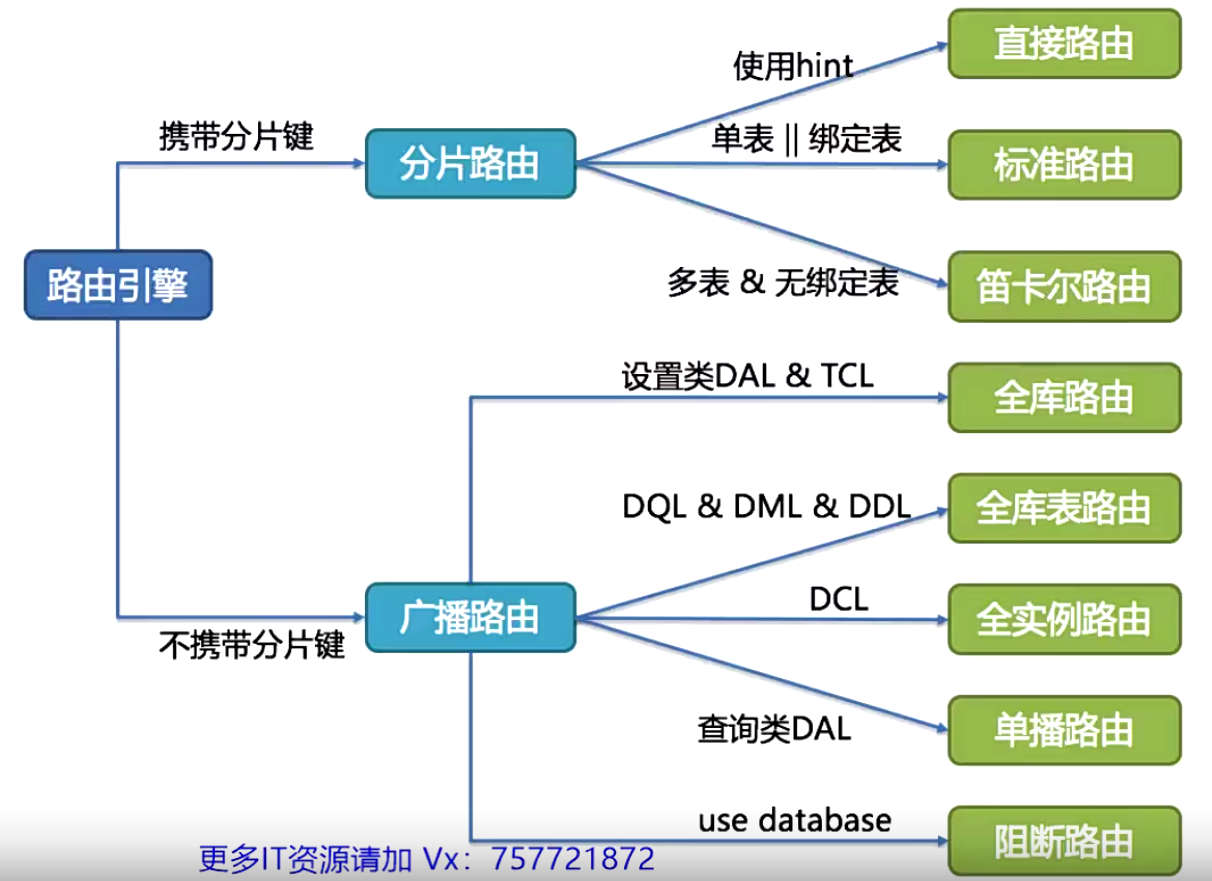 使用hint
直接路由
携带分片键
分片路由
单表 || 绑定表
标准路由
路由引擎
多表 & 无绑定表
笛卡尔路由
设置类DAL & TCL
全库路由
DQL & DML & DDL
全库表路由
广播路由
不携带分片键
DCL
全实例路由
查询类DAL
单播路由
use database
阻断路由
更多IT资源请加 Vx：757721872